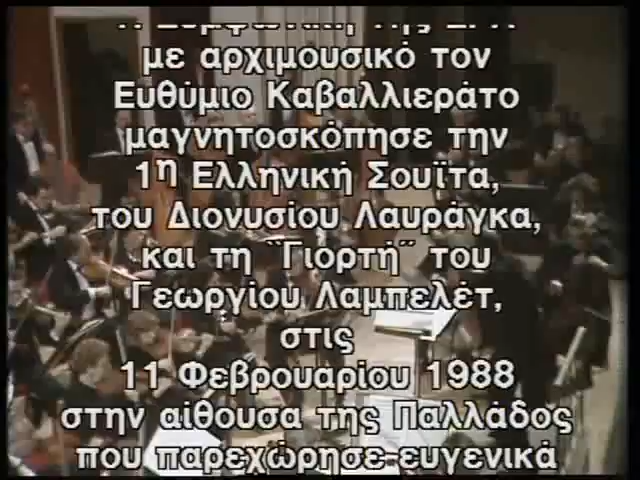 με αρχιμουσικό τον
Ευθύμιο Καβαλλιεράτο
μαγνητοσκόπησε την
1η Ελληνική Σουΐτα,
του Διονυσίου Λαυράγκα,
και τη "Γιορτή" του
Γεωργίου Λαμπελέτ,
στις
11 Φεβρουαρίου 1988
στην αίθουσα της Παλλάδος
που παρεχώρησε ευγενικά